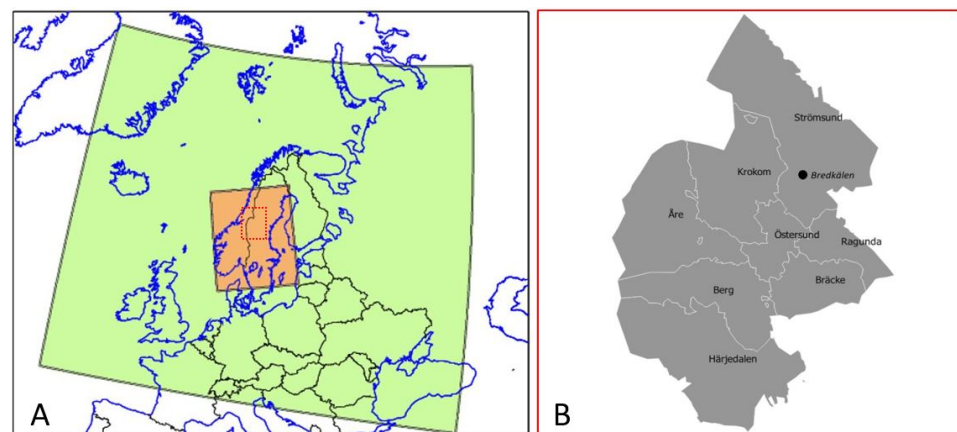 A
Strömsund
Krokom
Bredkälen
Åre
Östersund
Ragunda
Bräcke
Berg
Härjedalen
B